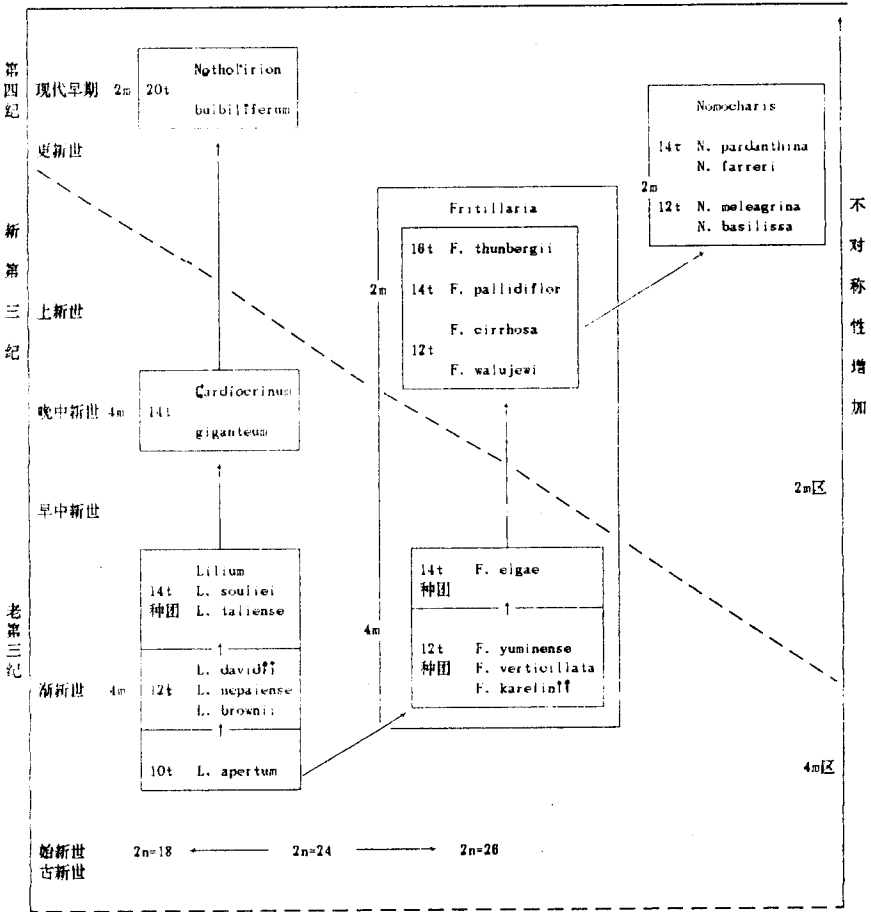 第四纪
新第三纪
老第三纪
现代早期
更新世
上新世
晚中新世
早中新世
渐新世
始新世
古新世
2m
20t
Notholirion
bulbiliferum
4m
14t
Cardiocrinum
giganteum
4m
Lilium
14t L. souliei
种团 L. taliense
L. davidii
12t L. nepalense
L. brownii
10t L. apertum
Fritillaria
2m
16t F. thunbergii
14t F. pallidiflor
F. cirrhosa
12t
F. walujewi
4m
14t F. elgae
种团
12t F. yuminense
种团 F. verticillata
F. karelinii
Nomocharis
14t N. pardanthina
N. farreri
2m
12t N. meleagrina
N. basilissa
不对称性增加
2m区
4m区
2n=18
2n=24
2n=26